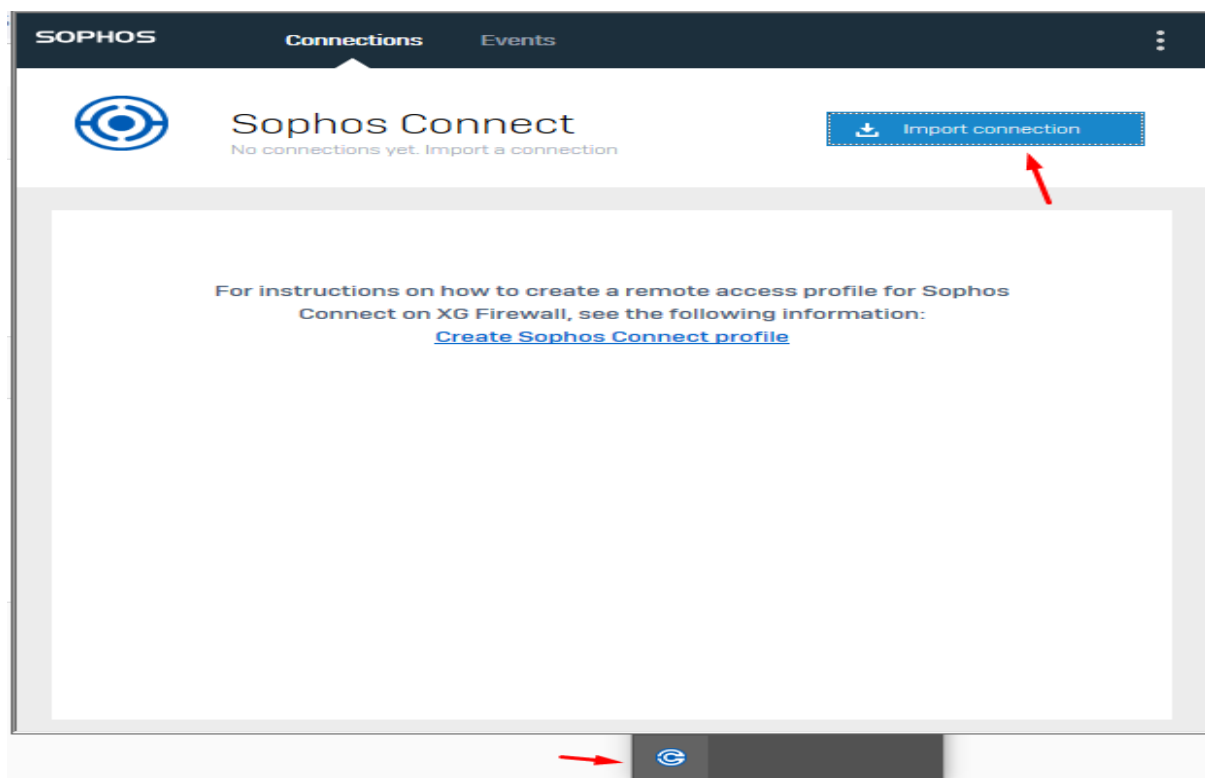 SOPHOS
Connections
Events
Sophos Connect
No connections yet. Import a connection
Import connection
For instructions on how to create a remote access profile for Sophos
Connect on XG Firewall, see the following information:
Create Sophos Connect profile